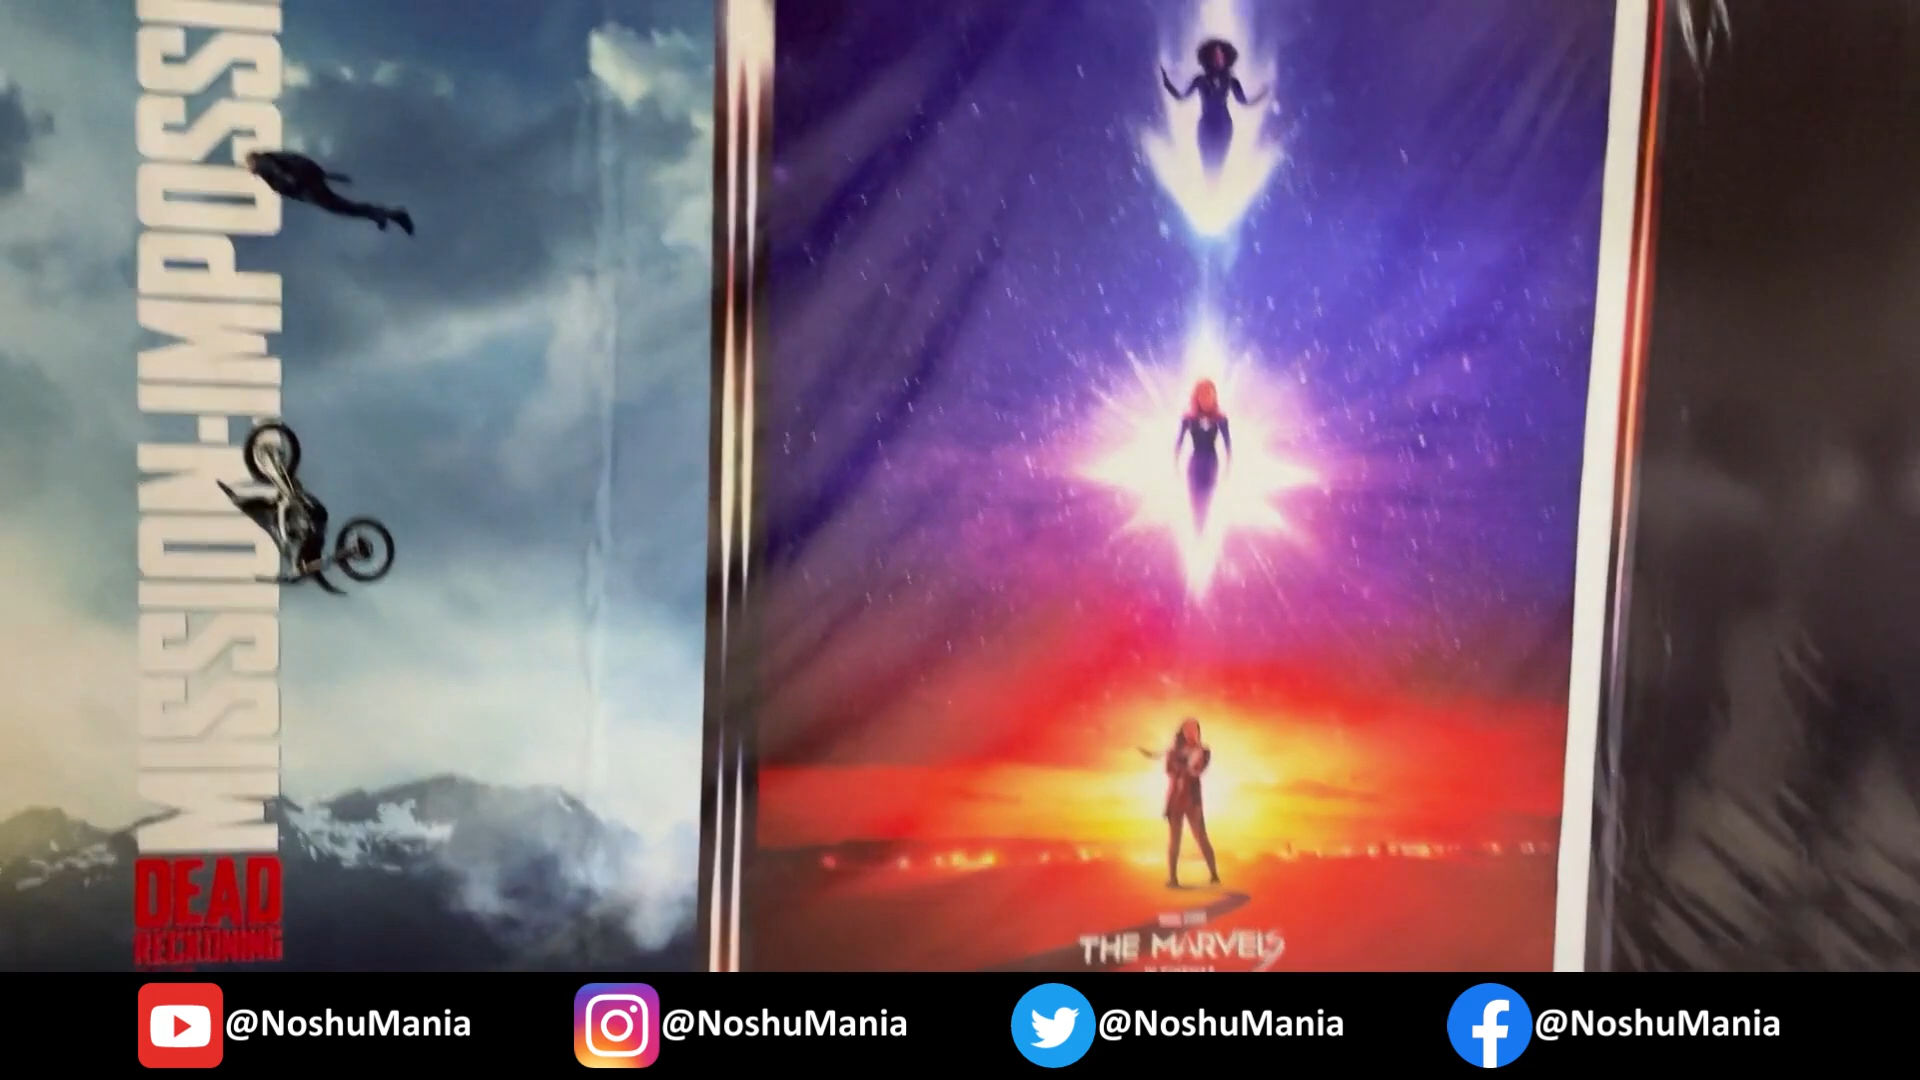 MISSION: IMPOSSI
DEAD
RECKONING
THE MARVELS
@NoshuMania
@NoshuMania
@NoshuMania
@NoshuMania